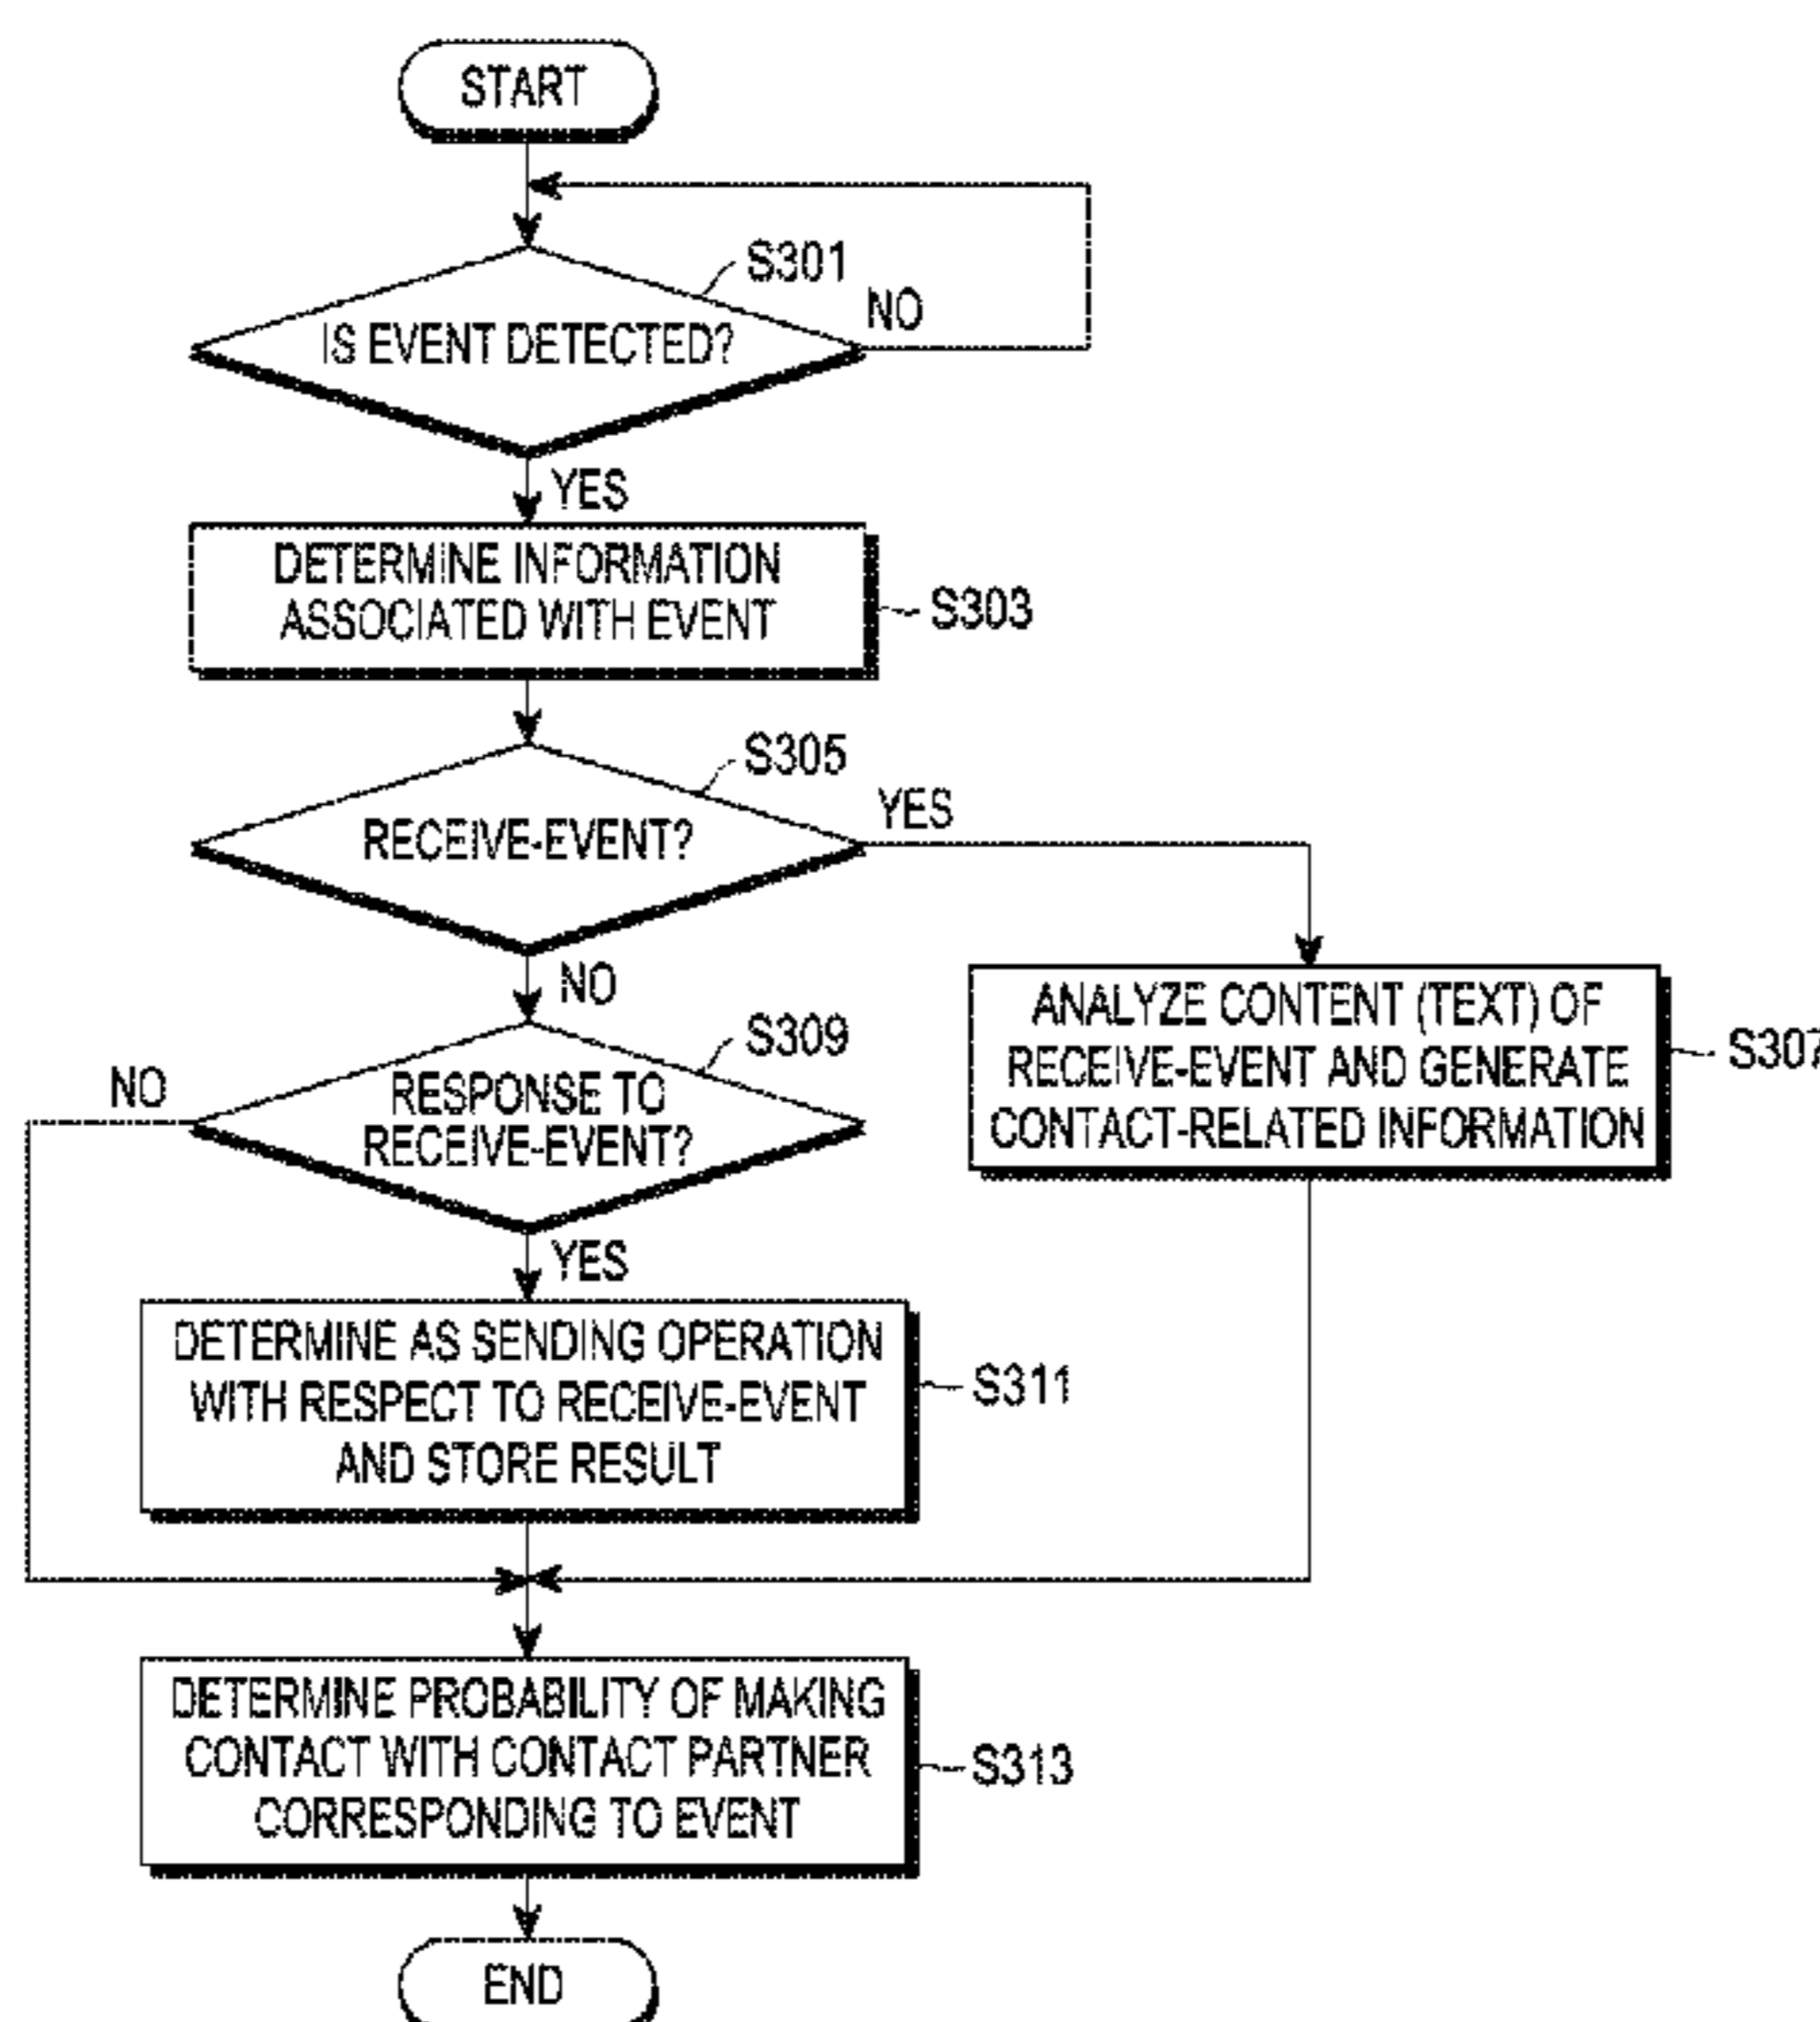 START
S301
IS EVENT DETECTED?
NO
YES
DETERMINE INFORMATION
ASSOCIATED WITH EVENT
S303
S305
RECEIVE-EVENT?
YES
NO
ANALYZE CONTENT (TEXT) OF
RECEIVE-EVENT AND GENERATE
CONTACT-RELATED INFORMATION
S307
S309
NO
RESPONSE TO
RECEIVE-EVENT?
YES
DETERMINE AS SENDING OPERATION
WITH RESPECT TO RECEIVE-EVENT
AND STORE RESULT
S311
DETERMINE PROBABILITY OF MAKING
CONTACT WITH CONTACT PARTNER
CORRESPONDING TO EVENT
S313
END